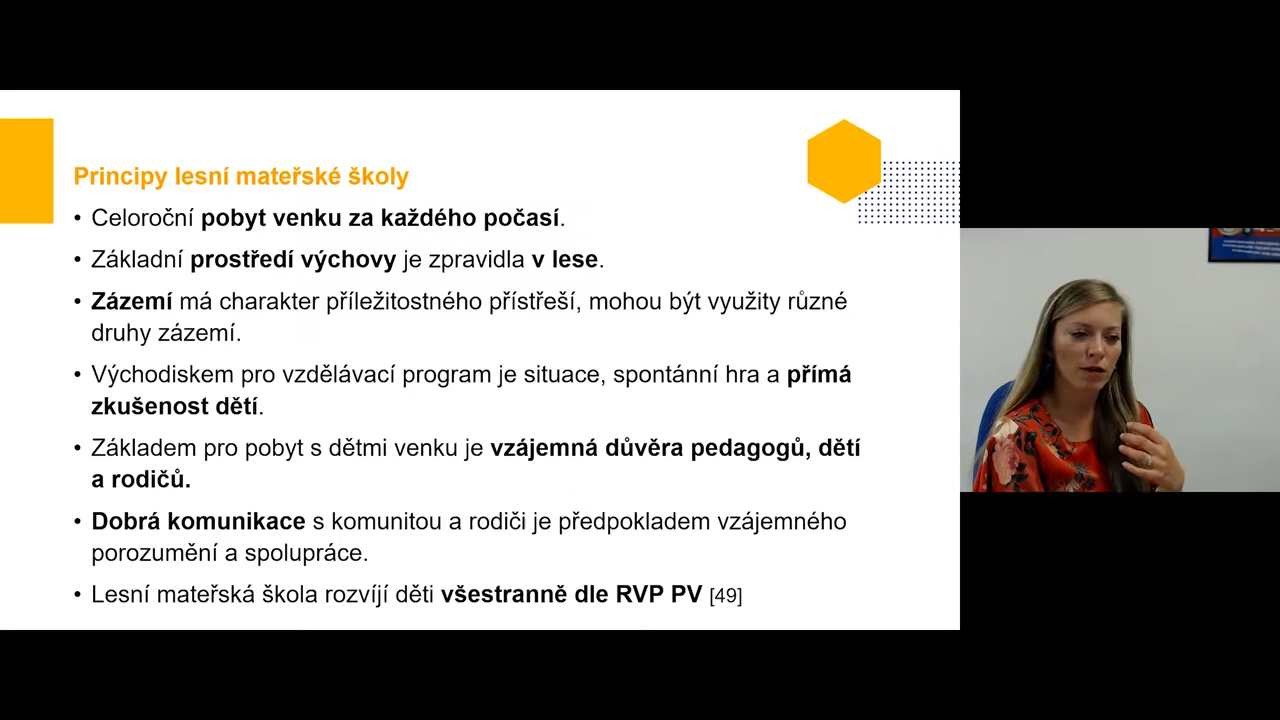 Principy lesní mateřské školy
• Celoroční pobyt venku za každého počasí.
• Základní prostředí výchovy je zpravidla v lese.
• Zázemí má charakter příležitostného přístřeší, mohou být využity různé
druhy zázemí.
• Východiskem pro vzdělávací program je situace, spontánní hra a přímá
zkušenost dětí.
• Základem pro pobyt s dětmi venku je vzájemná důvěra pedagogů, dětí
a rodičů.
• Dobrá komunikace s komunitou a rodiči je předpokladem vzájemného
porozumění a spolupráce.
• Lesní mateřská škola rozvíjí děti všestranně dle RVP PV [49]